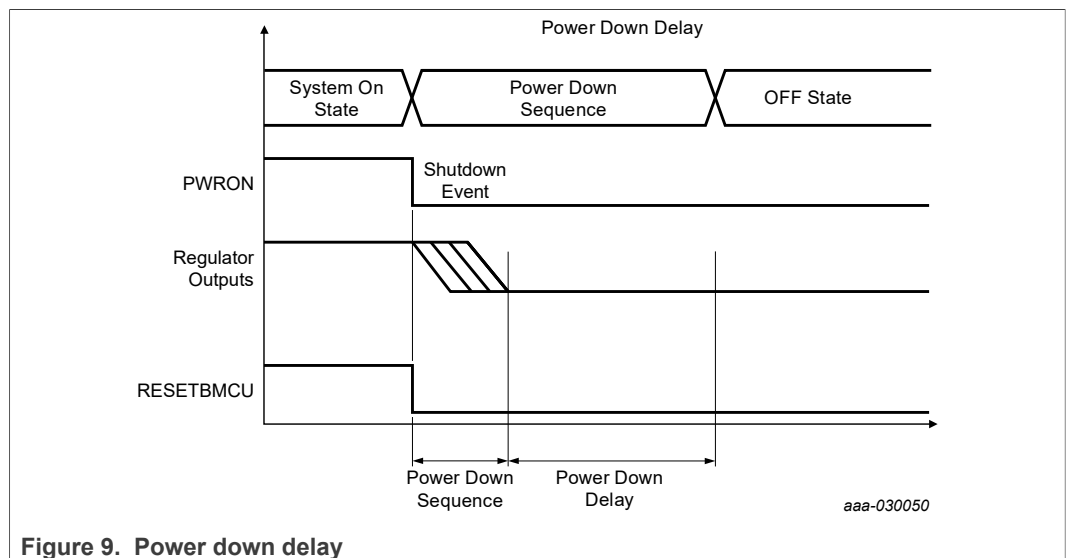 Power Down Delay
System On
State
Power Down
Sequence
OFF State
PWRON
Shutdown
Event
Regulator
Outputs
RESETBMCU
Power Down
Sequence
Power Down
Delay
aaa-030050
Figure 9. Power down delay